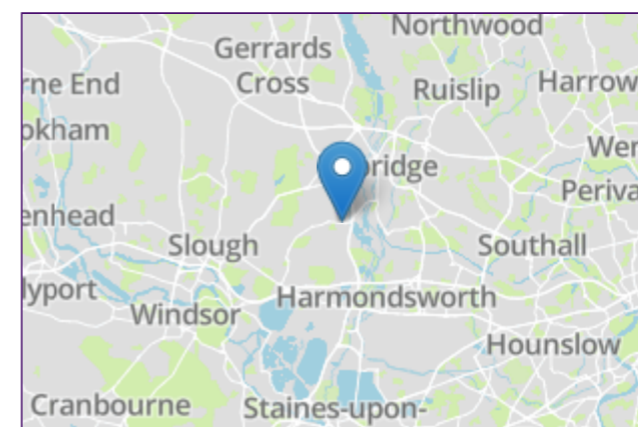 Northwood
Gerrards
Cross
Ruislip
Harrow
rne End
okham
Wer
bridge
Periva
enhead
Slough
Southall
lyport
Windsor
Harmondsworth
Hounslow
Cranbourne
Staines-upon-